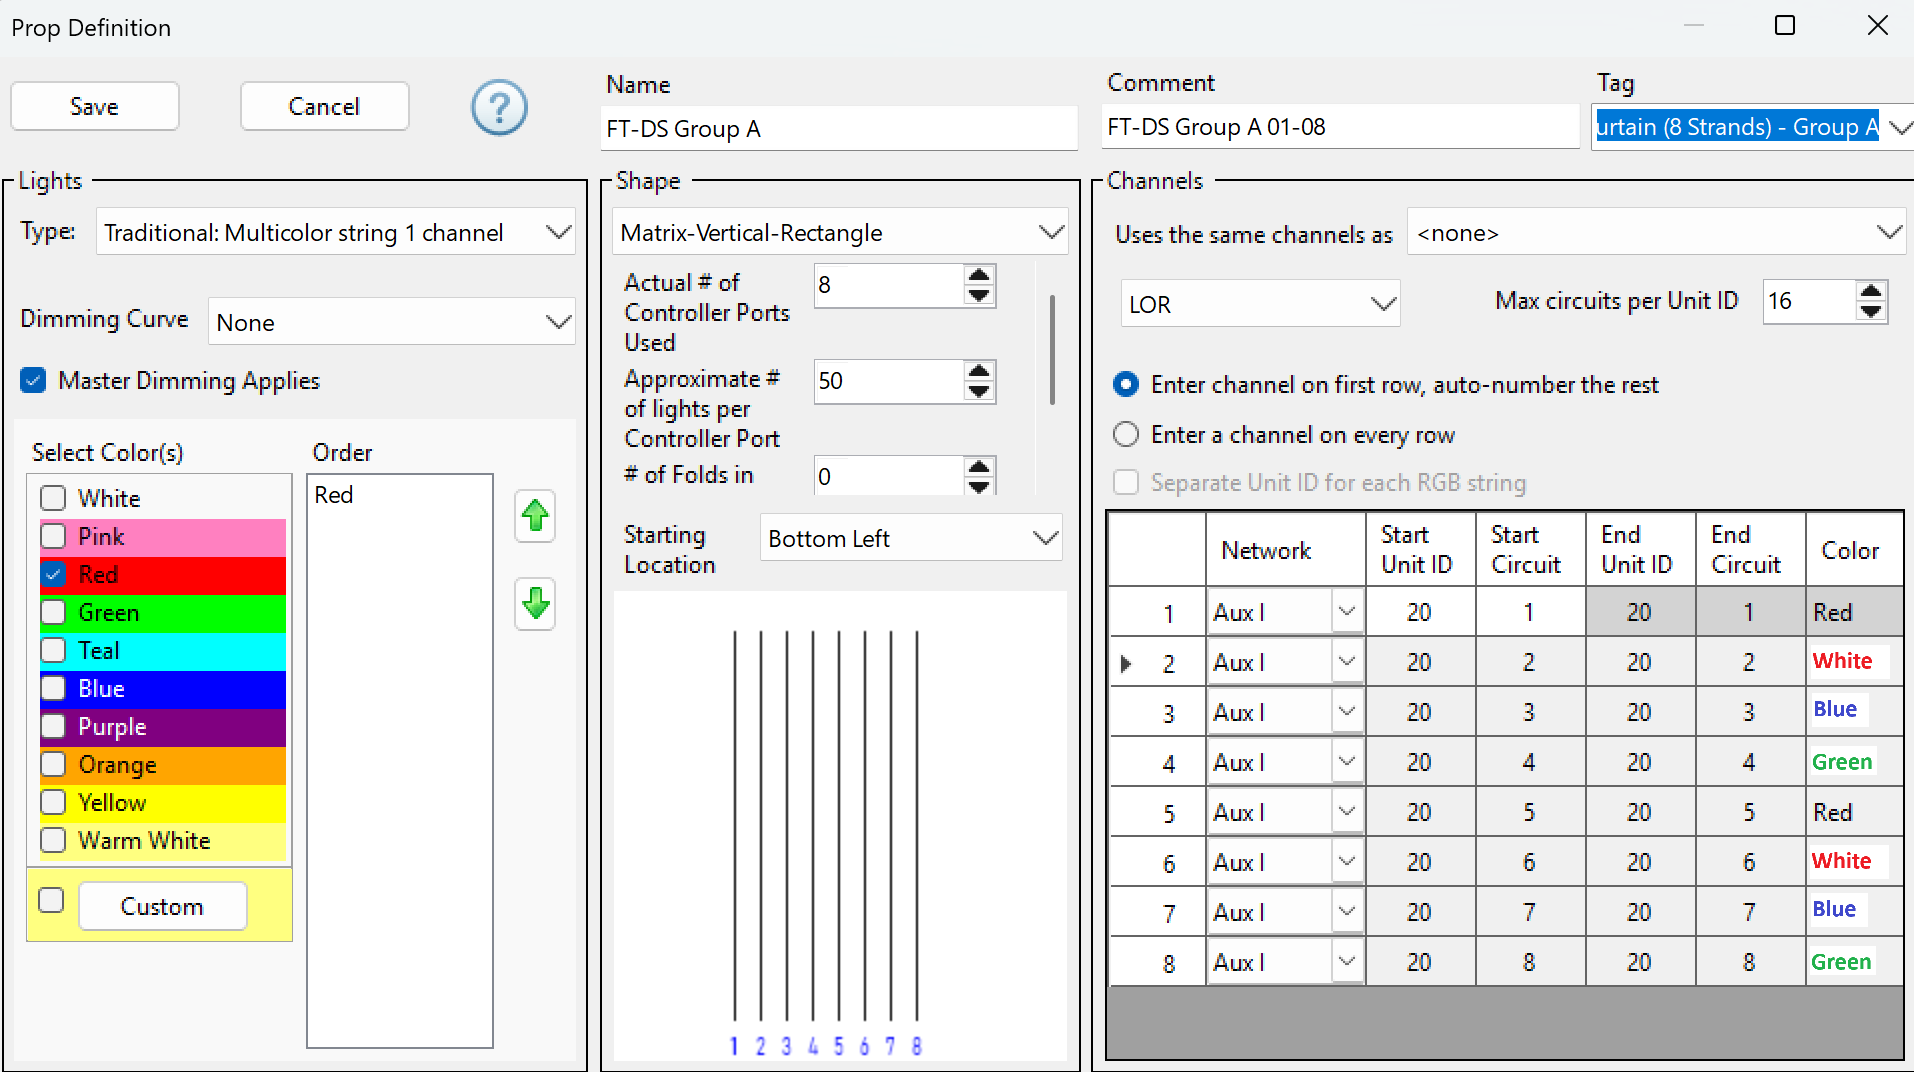 Prop Definition
Save
Cancel
?
Name
FT-DS Group A
Comment
FT-DS Group A 01-08
Tag
urtain (8 Strands) - Group A
Lights
Type:
Traditional: Multicolor string 1 channel
Dimming Curve
None
Master Dimming Applies
Select Color(s)
White
Pink
Red
Green
Teal
Blue
Purple
Orange
Yellow
Warm White
Custom
Order
Red
Shape
Matrix-Vertical-Rectangle
Actual # of
Controller Ports
Used
8
Approximate #
of lights per
Controller Port
50
# of Folds in
0
Starting
Location
Bottom Left
1 2 3 4 5 6 7 8
Channels
Uses the same channels as
<none>
LOR
Max circuits per Unit ID
16
Enter channel on first row, auto-number the rest
Enter a channel on every row
Separate Unit ID for each RGB string
Network Start Unit ID Start Circuit End Unit ID End Circuit Color
1 Aux I 20 1 20 1 Red
2 Aux I 20 2 20 2 White
3 Aux I 20 3 20 3 Blue
4 Aux I 20 4 20 4 Green
5 Aux I 20 5 20 5 Red
6 Aux I 20 6 20 6 White
7 Aux I 20 7 20 7 Blue
8 Aux I 20 8 20 8 Green